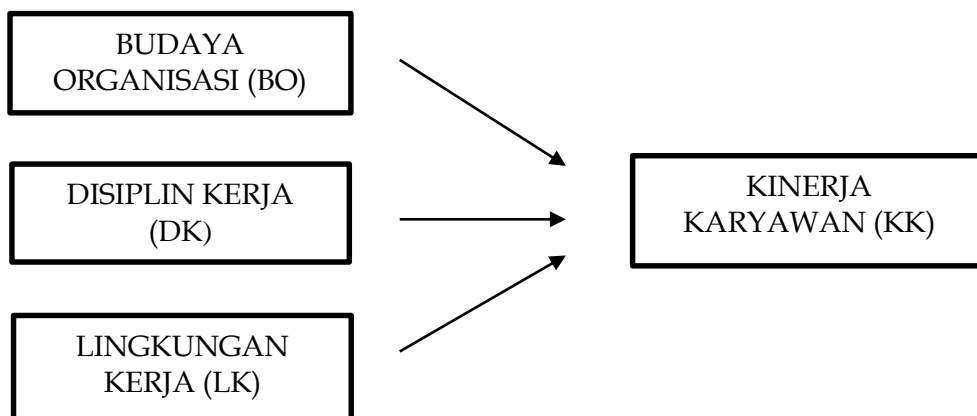 BUDAYA
ORGANISASI (BO)
DISIPLIN KERJA
(DK)
LINGKUNGAN
KERJA (LK)
KINERJA
KARYAWAN (KK)